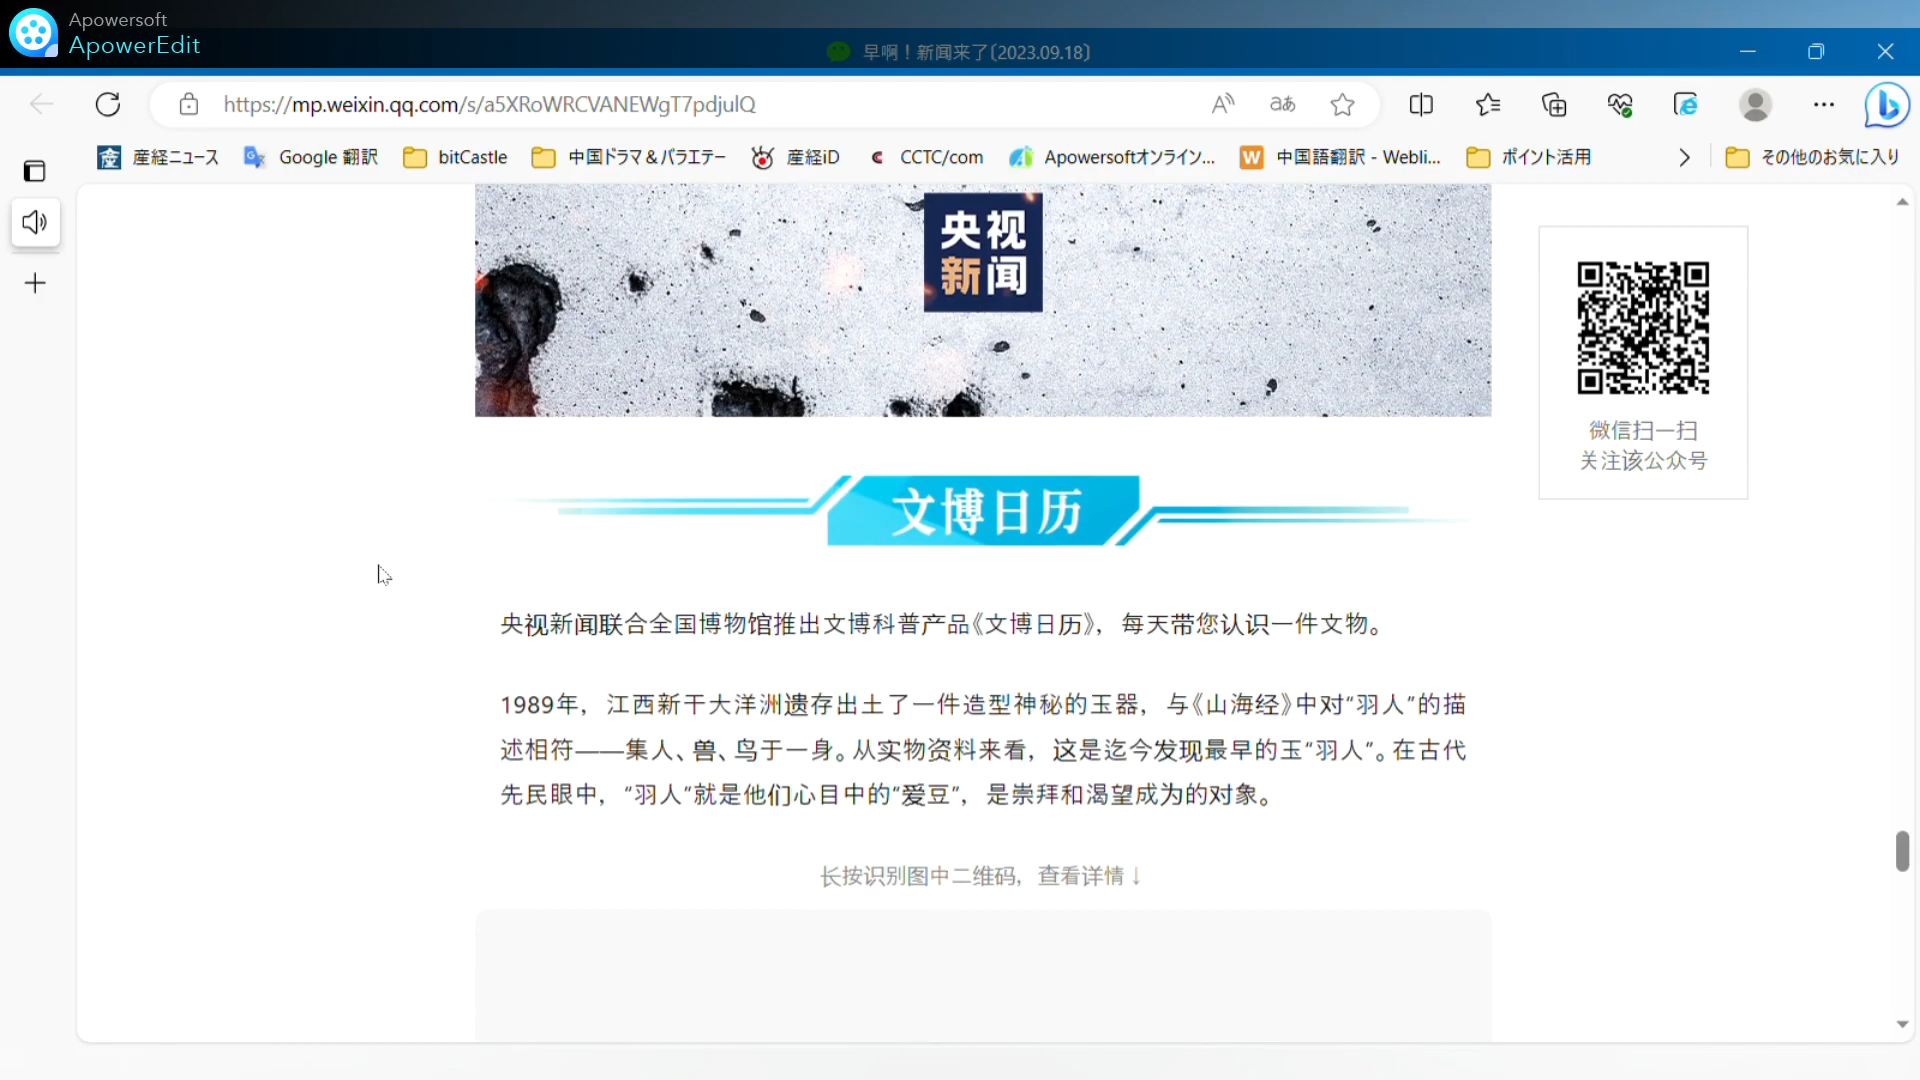 Apowersoft
ApowerEdit
早啊！新闻来了〔2023.09.18〕
https://mp.weixin.qq.com/s/a5XRoWRCVANEWgT7pdjulQ
産経ニュース
Google 翻訳
bitCastle
中国ドラマ＆バラエテー
産経iD
CCTC/com
Apowersoftオンライン...
中国語翻訳 - Webli...
ポイント活用
その他のお気に入り
央视
新闻
微信扫一扫
关注该公众号
文博日历
央视新闻联合全国博物馆推出文博科普产品《文博日历》，每天带您认识一件文物。
1989年，江西新干大洋洲遗存出土了一件造型神秘的玉器，与《山海经》中对“羽人”的描
述相符——集人、兽、鸟于一身。从实物资料来看，这是迄今发现最早的玉“羽人”。在古代
先民眼中，“羽人”就是他们心目中的“爱豆”，是崇拜和渴望成为的对象。
长按识别图中二维码，查看详情↓